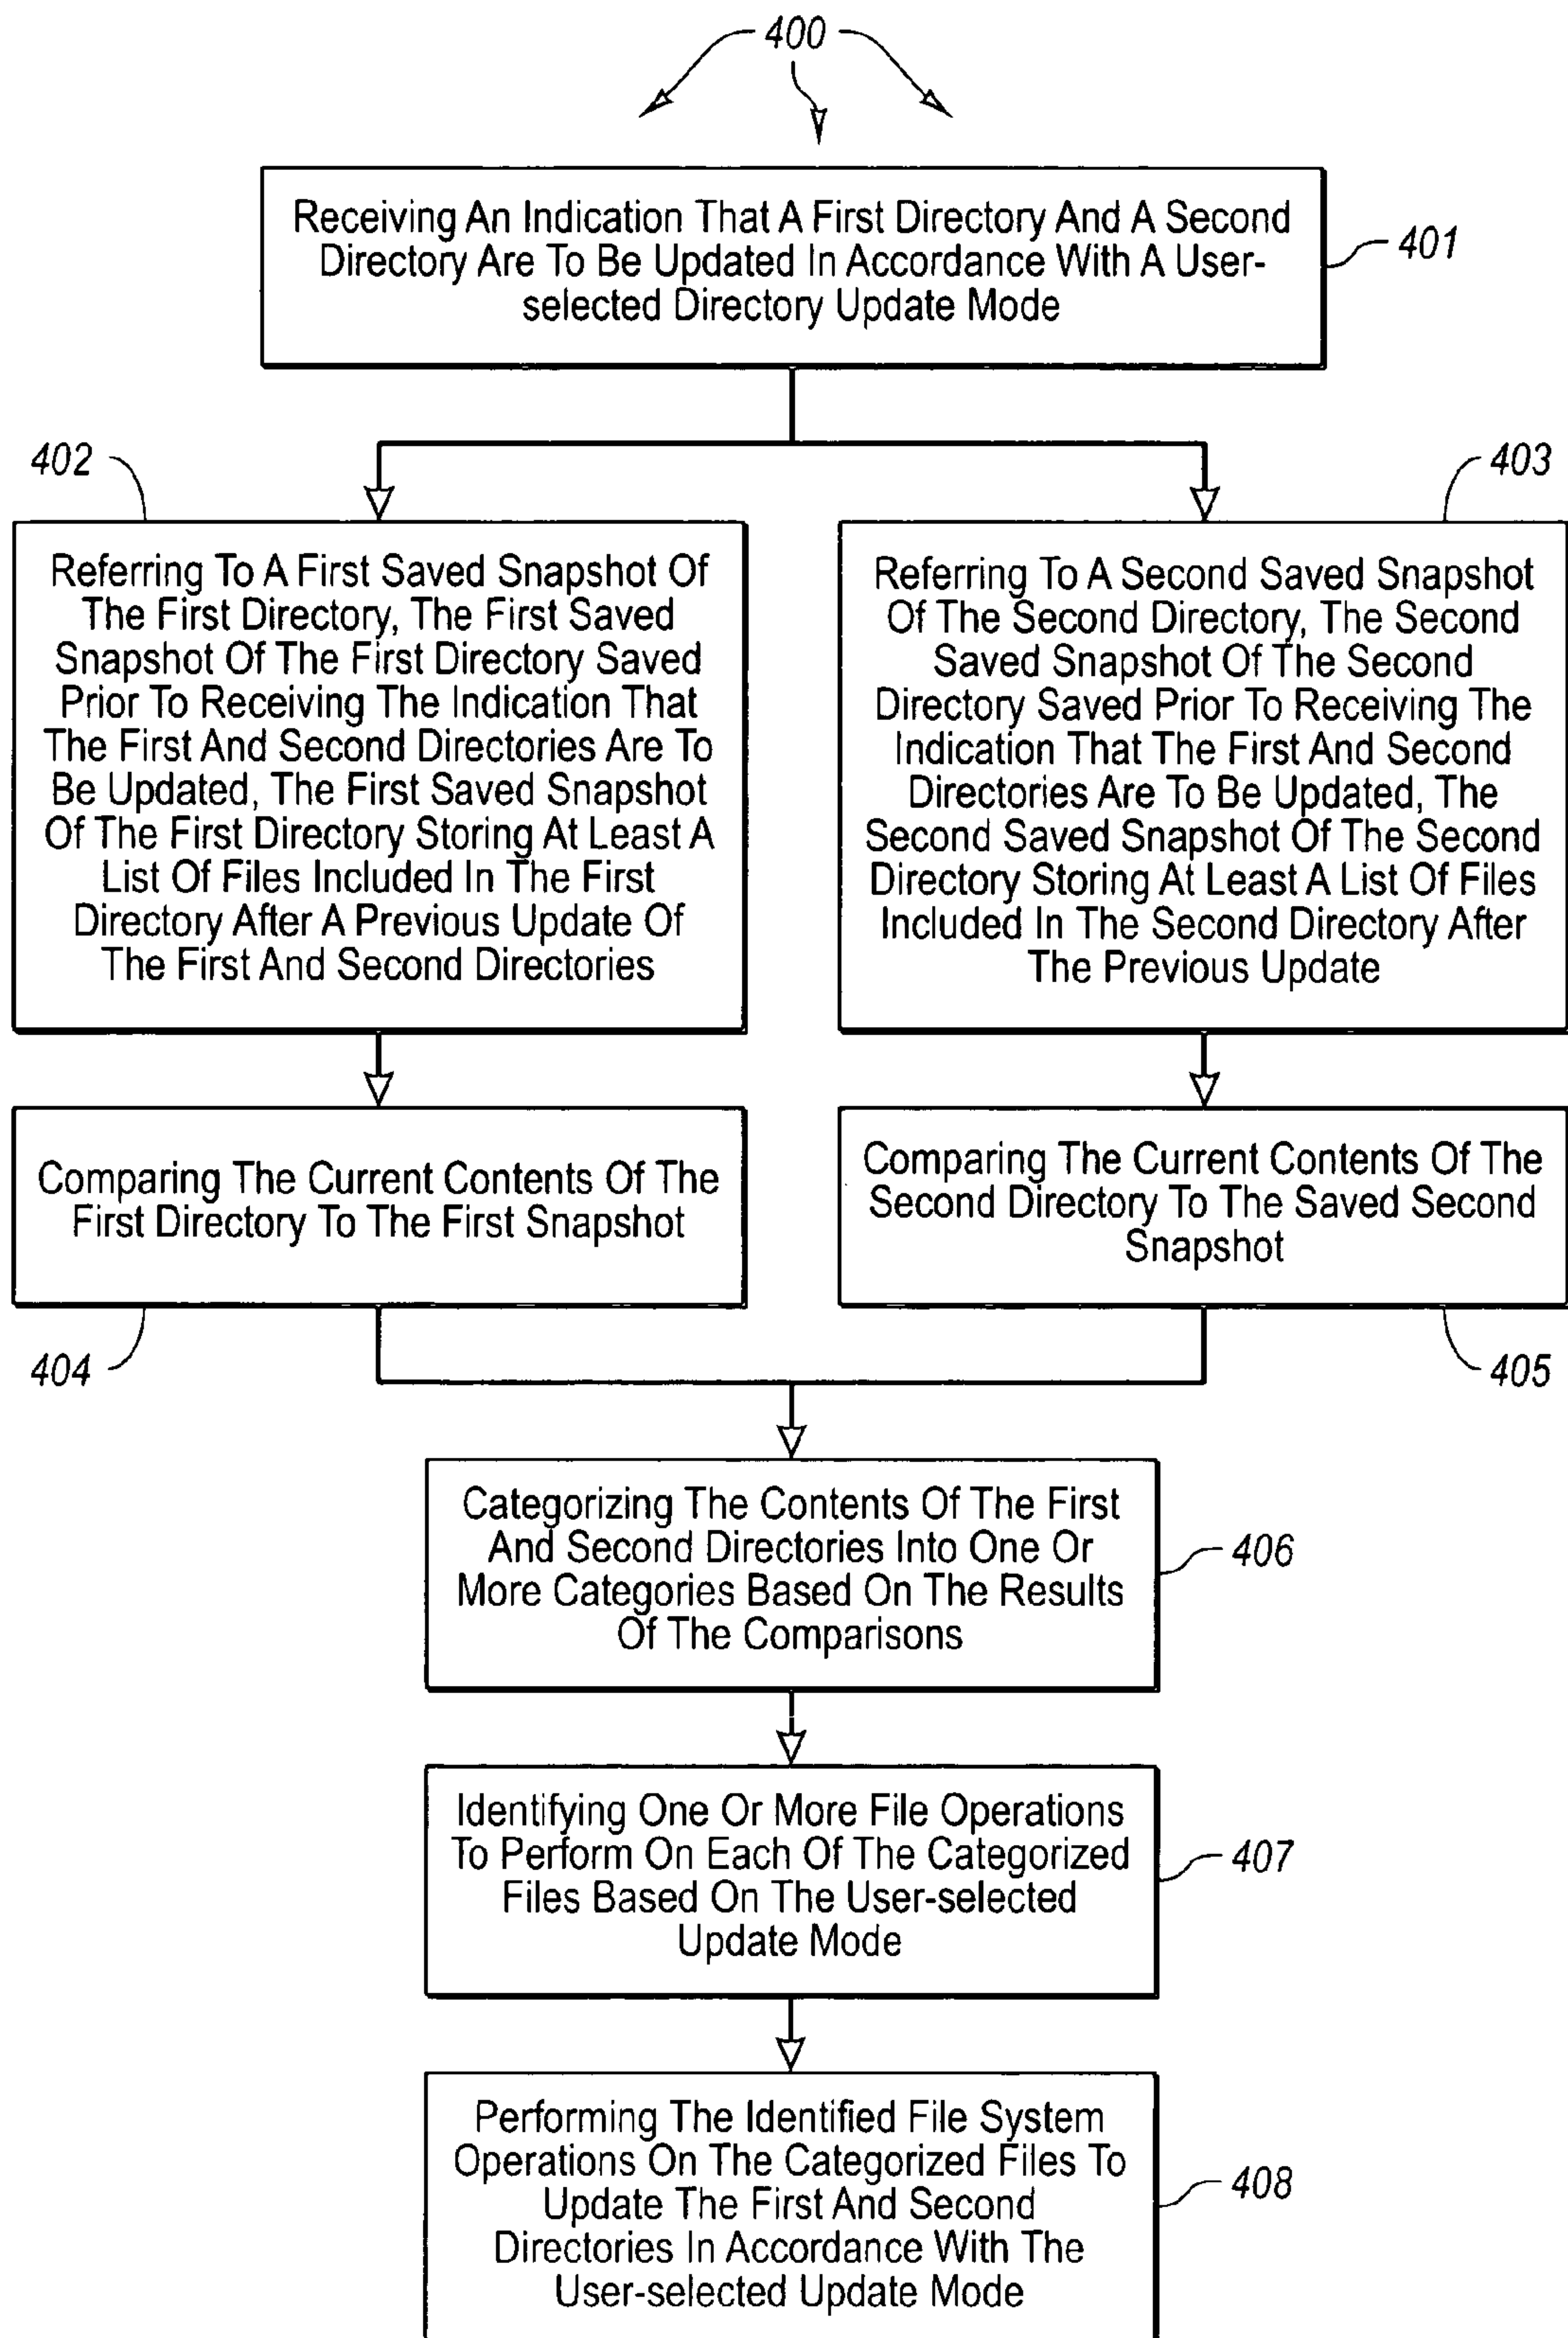 400
Receiving An Indication That A First Directory And A Second
Directory Are To Be Updated In Accordance With A User-
selected Directory Update Mode
401
402
Referring To A First Saved Snapshot Of
The First Directory, The First Saved
Snapshot Of The First Directory Saved
Prior To Receiving The Indication That
The First And Second Directories Are To
Be Updated, The First Saved Snapshot
Of The First Directory Storing At Least A
List Of Files Included In The First
Directory After A Previous Update Of
The First And Second Directories
403
Referring To A Second Saved Snapshot
Of The Second Directory, The Second
Saved Snapshot Of The Second
Directory Saved Prior To Receiving The
Indication That The First And Second
Directories Are To Be Updated, The
Second Saved Snapshot Of The Second
Directory Storing At Least A List Of Files
Included In The Second Directory After
The Previous Update
Comparing The Current Contents Of The
First Directory To The First Snapshot
404
Comparing The Current Contents Of The
Second Directory To The Saved Second
Snapshot
405
Categorizing The Contents Of The First
And Second Directories Into One Or
More Categories Based On The Results
Of The Comparisons
406
Identifying One Or More File Operations
To Perform On Each Of The Categorized
Files Based On The User-selected
Update Mode
407
Performing The Identified File System
Operations On The Categorized Files To
Update The First And Second
Directories In Accordance With The
User-selected Update Mode
408